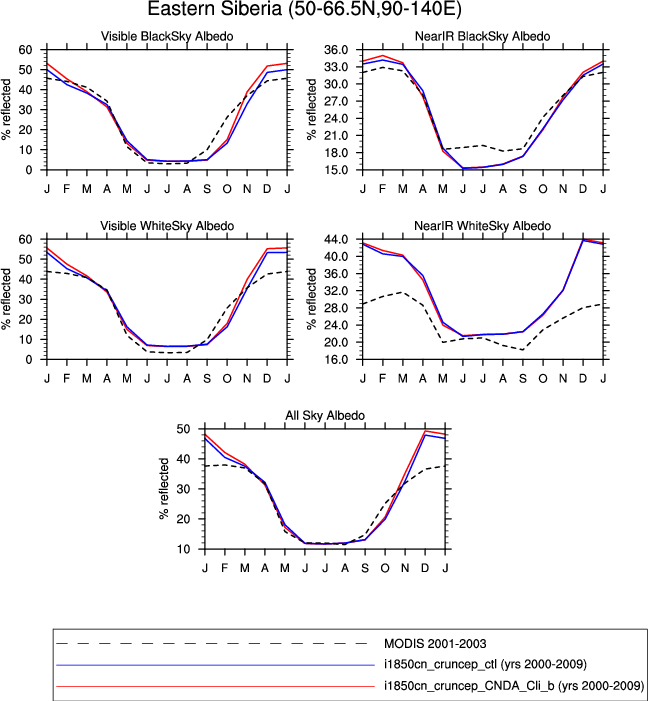 Eastern Siberia (50-66.5N,90-140E)
Visible BlackSky Albedo
NearIR BlackSky Albedo
% reflected
60
50
40
30
20
10
0
J F M A M J J A S O N D J
% reflected
36.0
33.0
30.0
27.0
24.0
21.0
18.0
15.0
J F M A M J J A S O N D J
Visible WhiteSky Albedo
NearIR WhiteSky Albedo
% reflected
60
50
40
30
20
10
0
J F M A M J J A S O N D J
% reflected
44.0
40.0
36.0
32.0
28.0
24.0
20.0
16.0
J F M A M J J A S O N D J
All Sky Albedo
% reflected
50
40
30
20
10
J F M A M J J A S O N D J
MODIS 2001-2003
i1850cn_cruncep_ctl (yrs 2000-2009)
i1850cn_cruncep_CNDA_Cli_b (yrs 2000-2009)